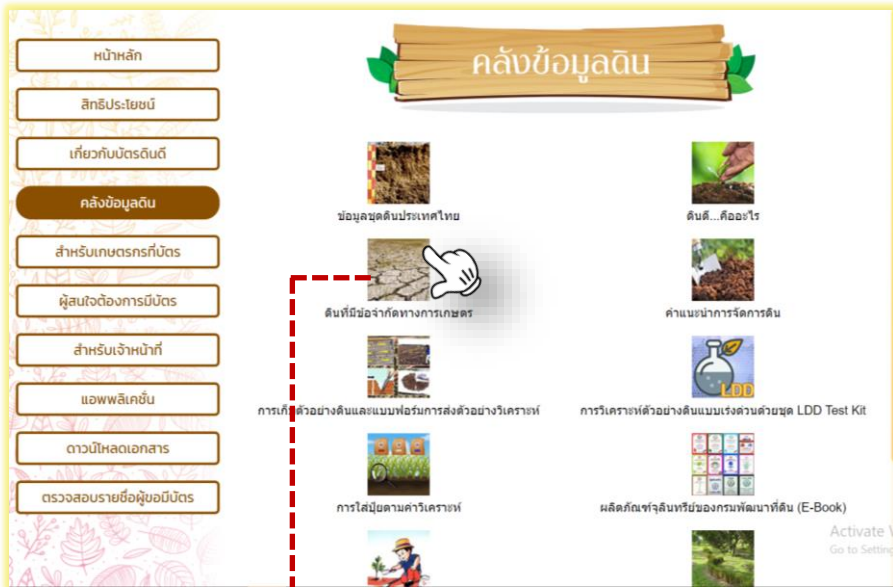 คลังข้อมูลดิน
หน้าหลัก
สิทธิประโยชน์
เกี่ยวกับบัตรดินดี
คลังข้อมูลดิน
สำหรับเกษตรกรที่บัตร
ผู้สนใจต้องการมีบัตร
สำหรับเจ้าหน้าที่
แอพพลิเคชั่น
ดาวน์โหลดเอกสาร
ตรวจสอบรายชื่อผู้ขอมีบัตร
ข้อมูลชุดดินประเทศไทย
ดินดี...คืออะไร
ดินที่มีข้อจำกัดทางการเกษตร
คำแนะนำการจัดการดิน
การเก็บตัวอย่างดินและแบบฟอร์มการส่งตัวอย่างวิเคราะห์
LDD
การวิเคราะห์ตัวอย่างดินแบบเร่งด่วนด้วยชุด LDD Test Kit
การใส่ปุ๋ยตามค่าวิเคราะห์
ผลิตภัณฑ์จุลินทรีย์ของกรมพัฒนาที่ดิน (E-Book)
Activate
Go to Setting